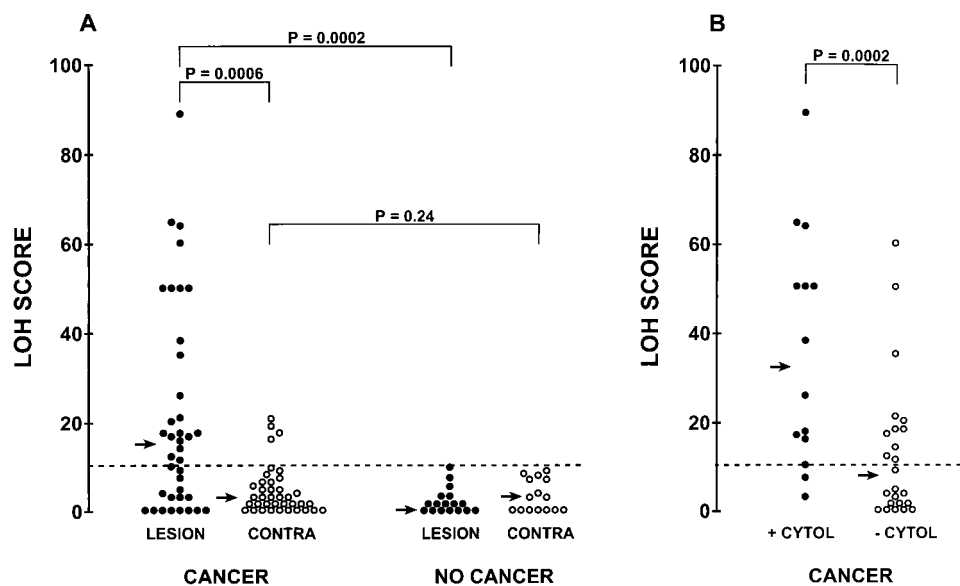 A
P = 0.0002
P = 0.0006
P = 0.24
LOH SCORE
100
80
60
40
20
0
LESION CONTRA LESION CONTRA
CANCER NO CANCER
B
P = 0.0002
LOH SCORE
100
80
60
40
20
0
+ CYTOL - CYTOL
CANCER